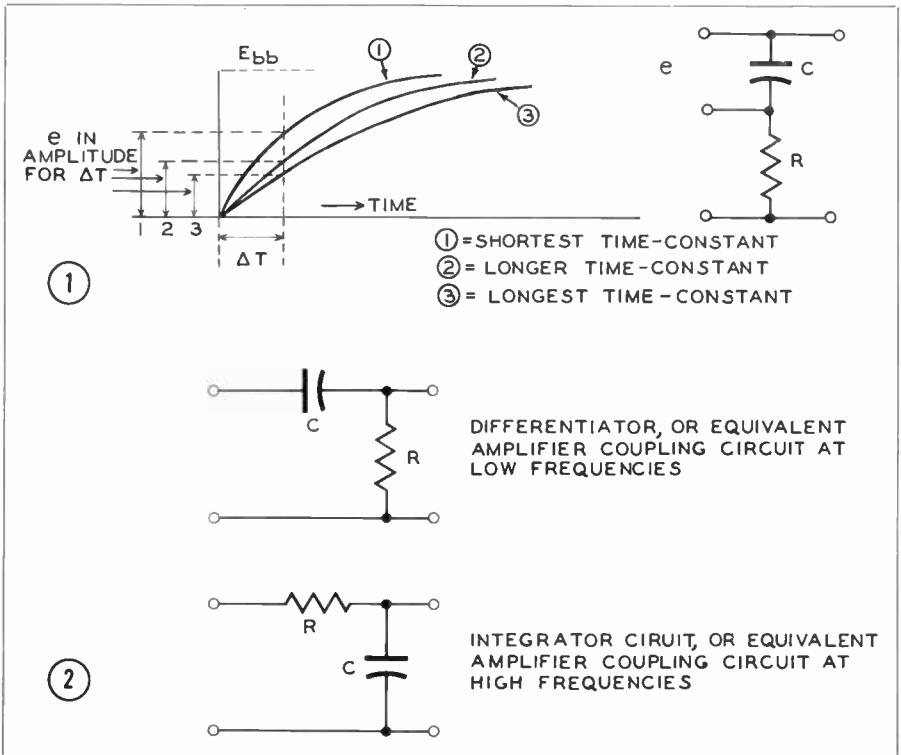 Ebb
①
②
③
e IN
AMPLITUDE
FOR ΔT
1 2 3
ΔT
TIME
e
C
R
①=SHORTEST TIME-CONSTANT
②= LONGER TIME-CONSTANT
③= LONGEST TIME-CONSTANT
①
C
R
DIFFERENTIATOR, OR EQUIVALENT
AMPLIFIER COUPLING CIRCUIT AT
LOW FREQUENCIES
R
C
INTEGRATOR CIRUIT, OR EQUIVALENT
AMPLIFIER COUPLING CIRCUIT AT
HIGH FREQUENCIES
②